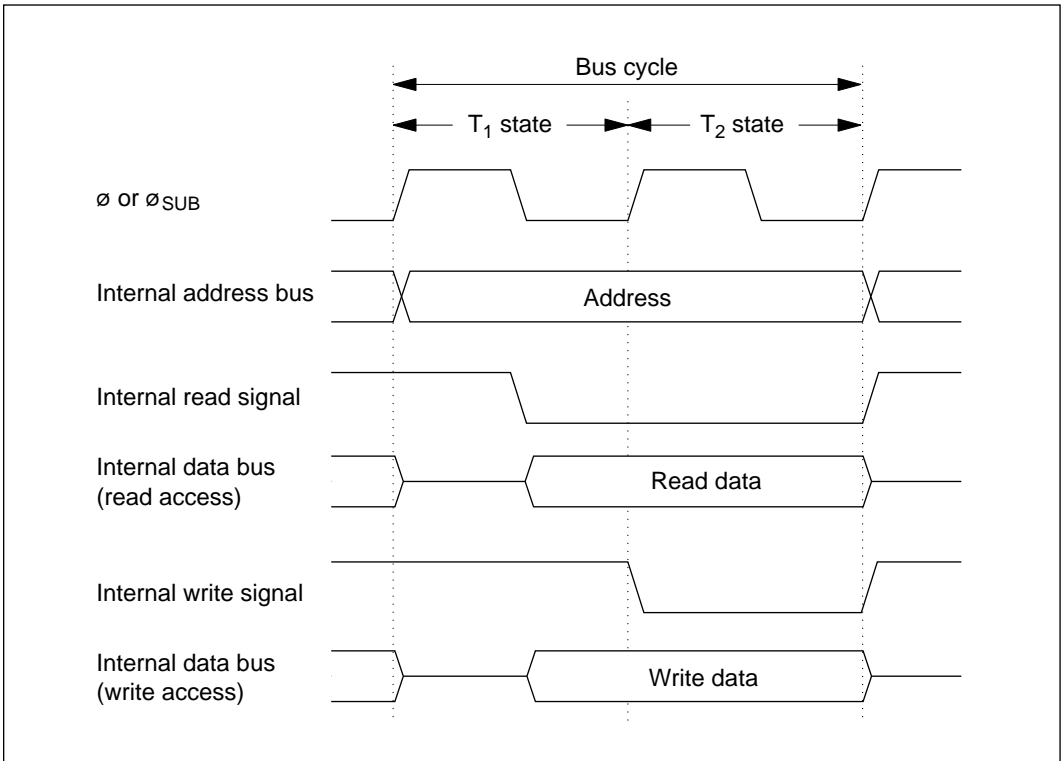 Bus cycle
T1 state
T2 state
ø or øSUB
Internal address bus
Address
Internal read signal
Internal data bus
(read access)
Read data
Internal write signal
Internal data bus
(write access)
Write data